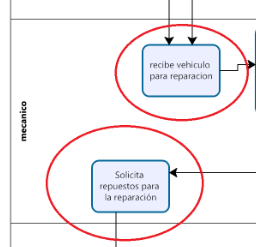 recibe vehiculo
para reparacion
mecanico
Solicita
repuestos para
la reparación